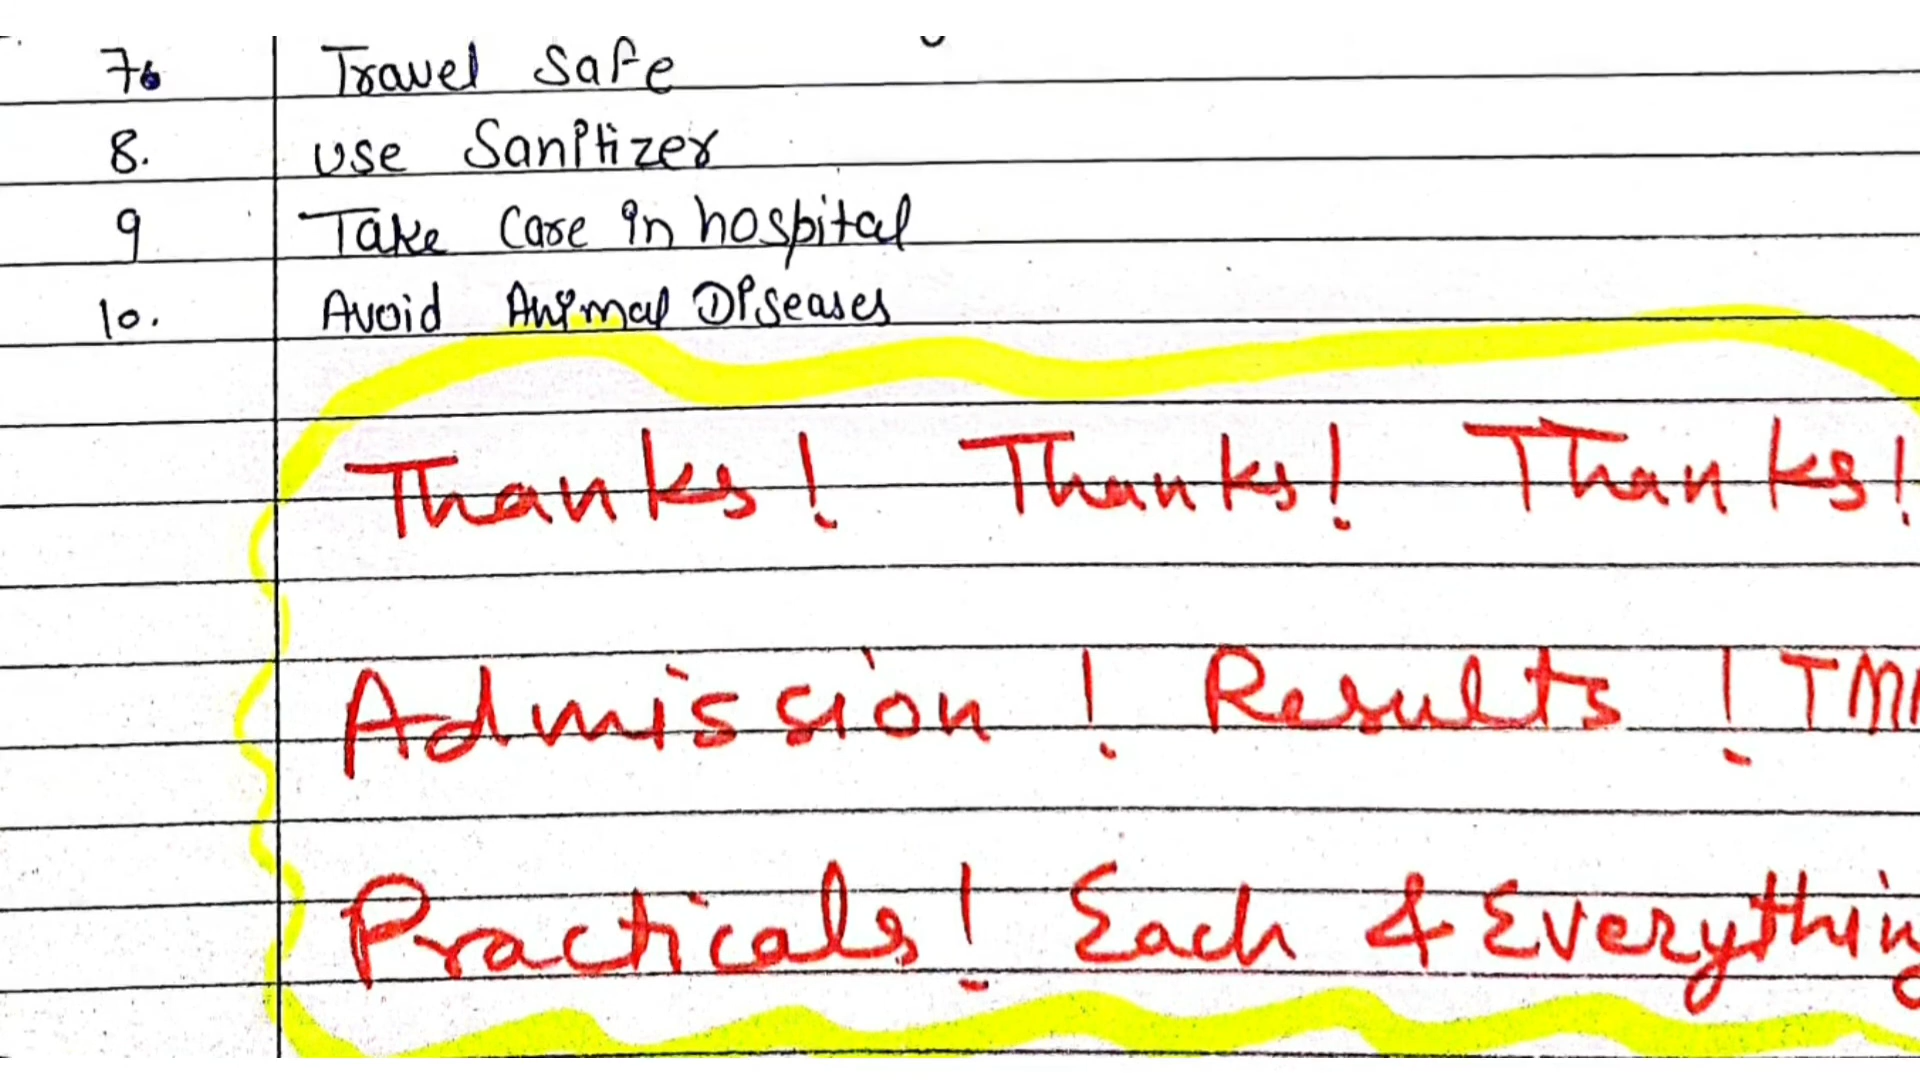 7. Travel Safe
8. Use Sanitizer
9 Take Care in hospital
10. Avoid Animal Diseases
Thanks! Thanks! Thanks!
Admission! Results!
Practicals! Each & Everything